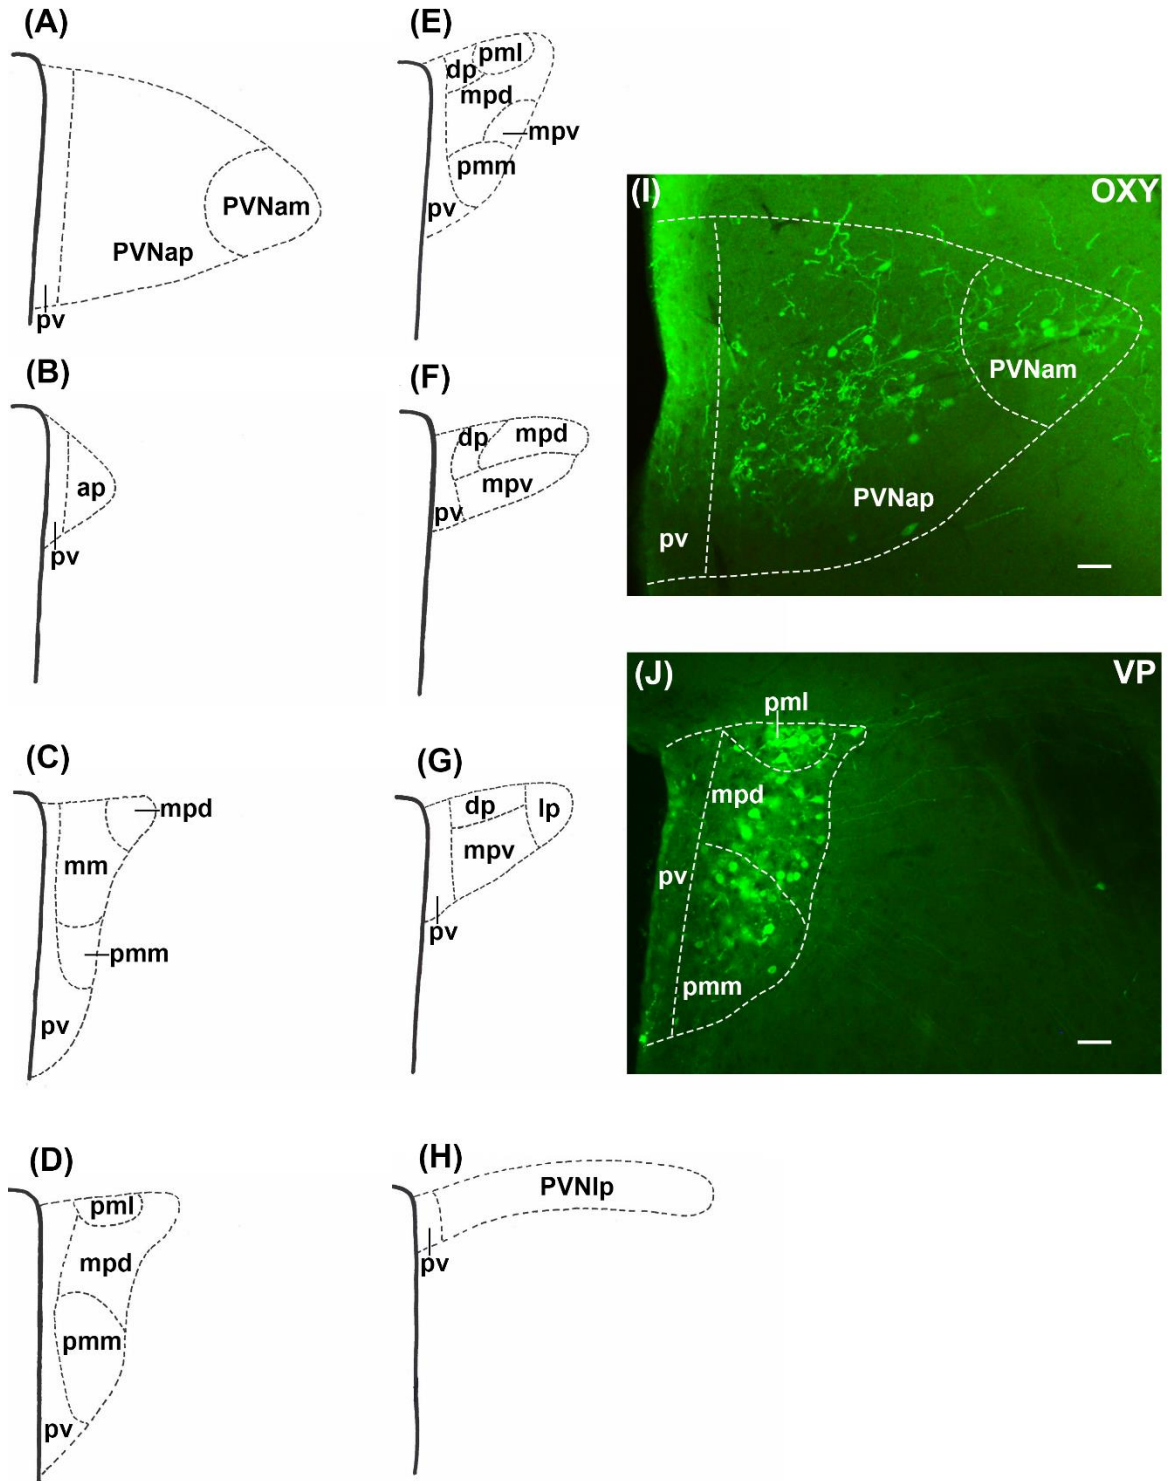 (A)
PVNam
PVNap
pv
(B)
ap
pv
(C)
mpd
mm
pmm
pv
(D)
pml
mpd
pmm
pv
(E)
pml
dp
mpd
mpv
pmm
pv
(F)
dp
mpd
mpv
pv
(G)
dp
lp
mpv
pv
(H)
PVNlp
pv
(I)
OXY
PVNam
PVNap
pv
(J)
VP
pml
mpd
pv
pmm